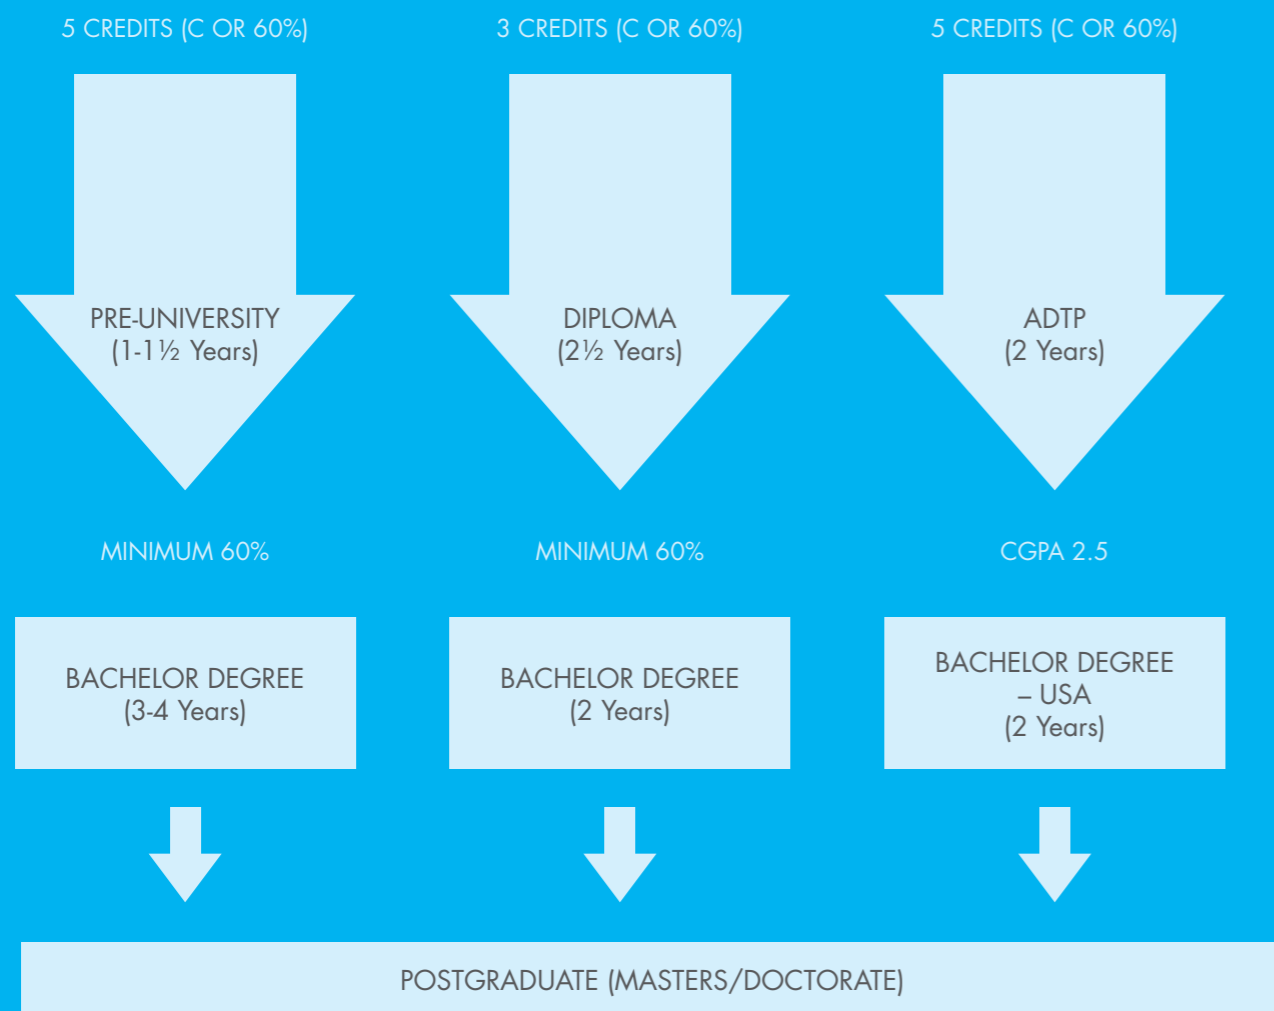 5 CREDITS (C OR 60%)
3 CREDITS (C OR 60%)
5 CREDITS (C OR 60%)
PRE-UNIVERSITY
(1-1½ Years)
DIPLOMA
(2½ Years)
ADTP
(2 Years)
MINIMUM 60%
MINIMUM 60%
CGPA 2.5
BACHELOR DEGREE
(3-4 Years)
BACHELOR DEGREE
(2 Years)
BACHELOR DEGREE
– USA
(2 Years)
POSTGRADUATE (MASTERS/DOCTORATE)